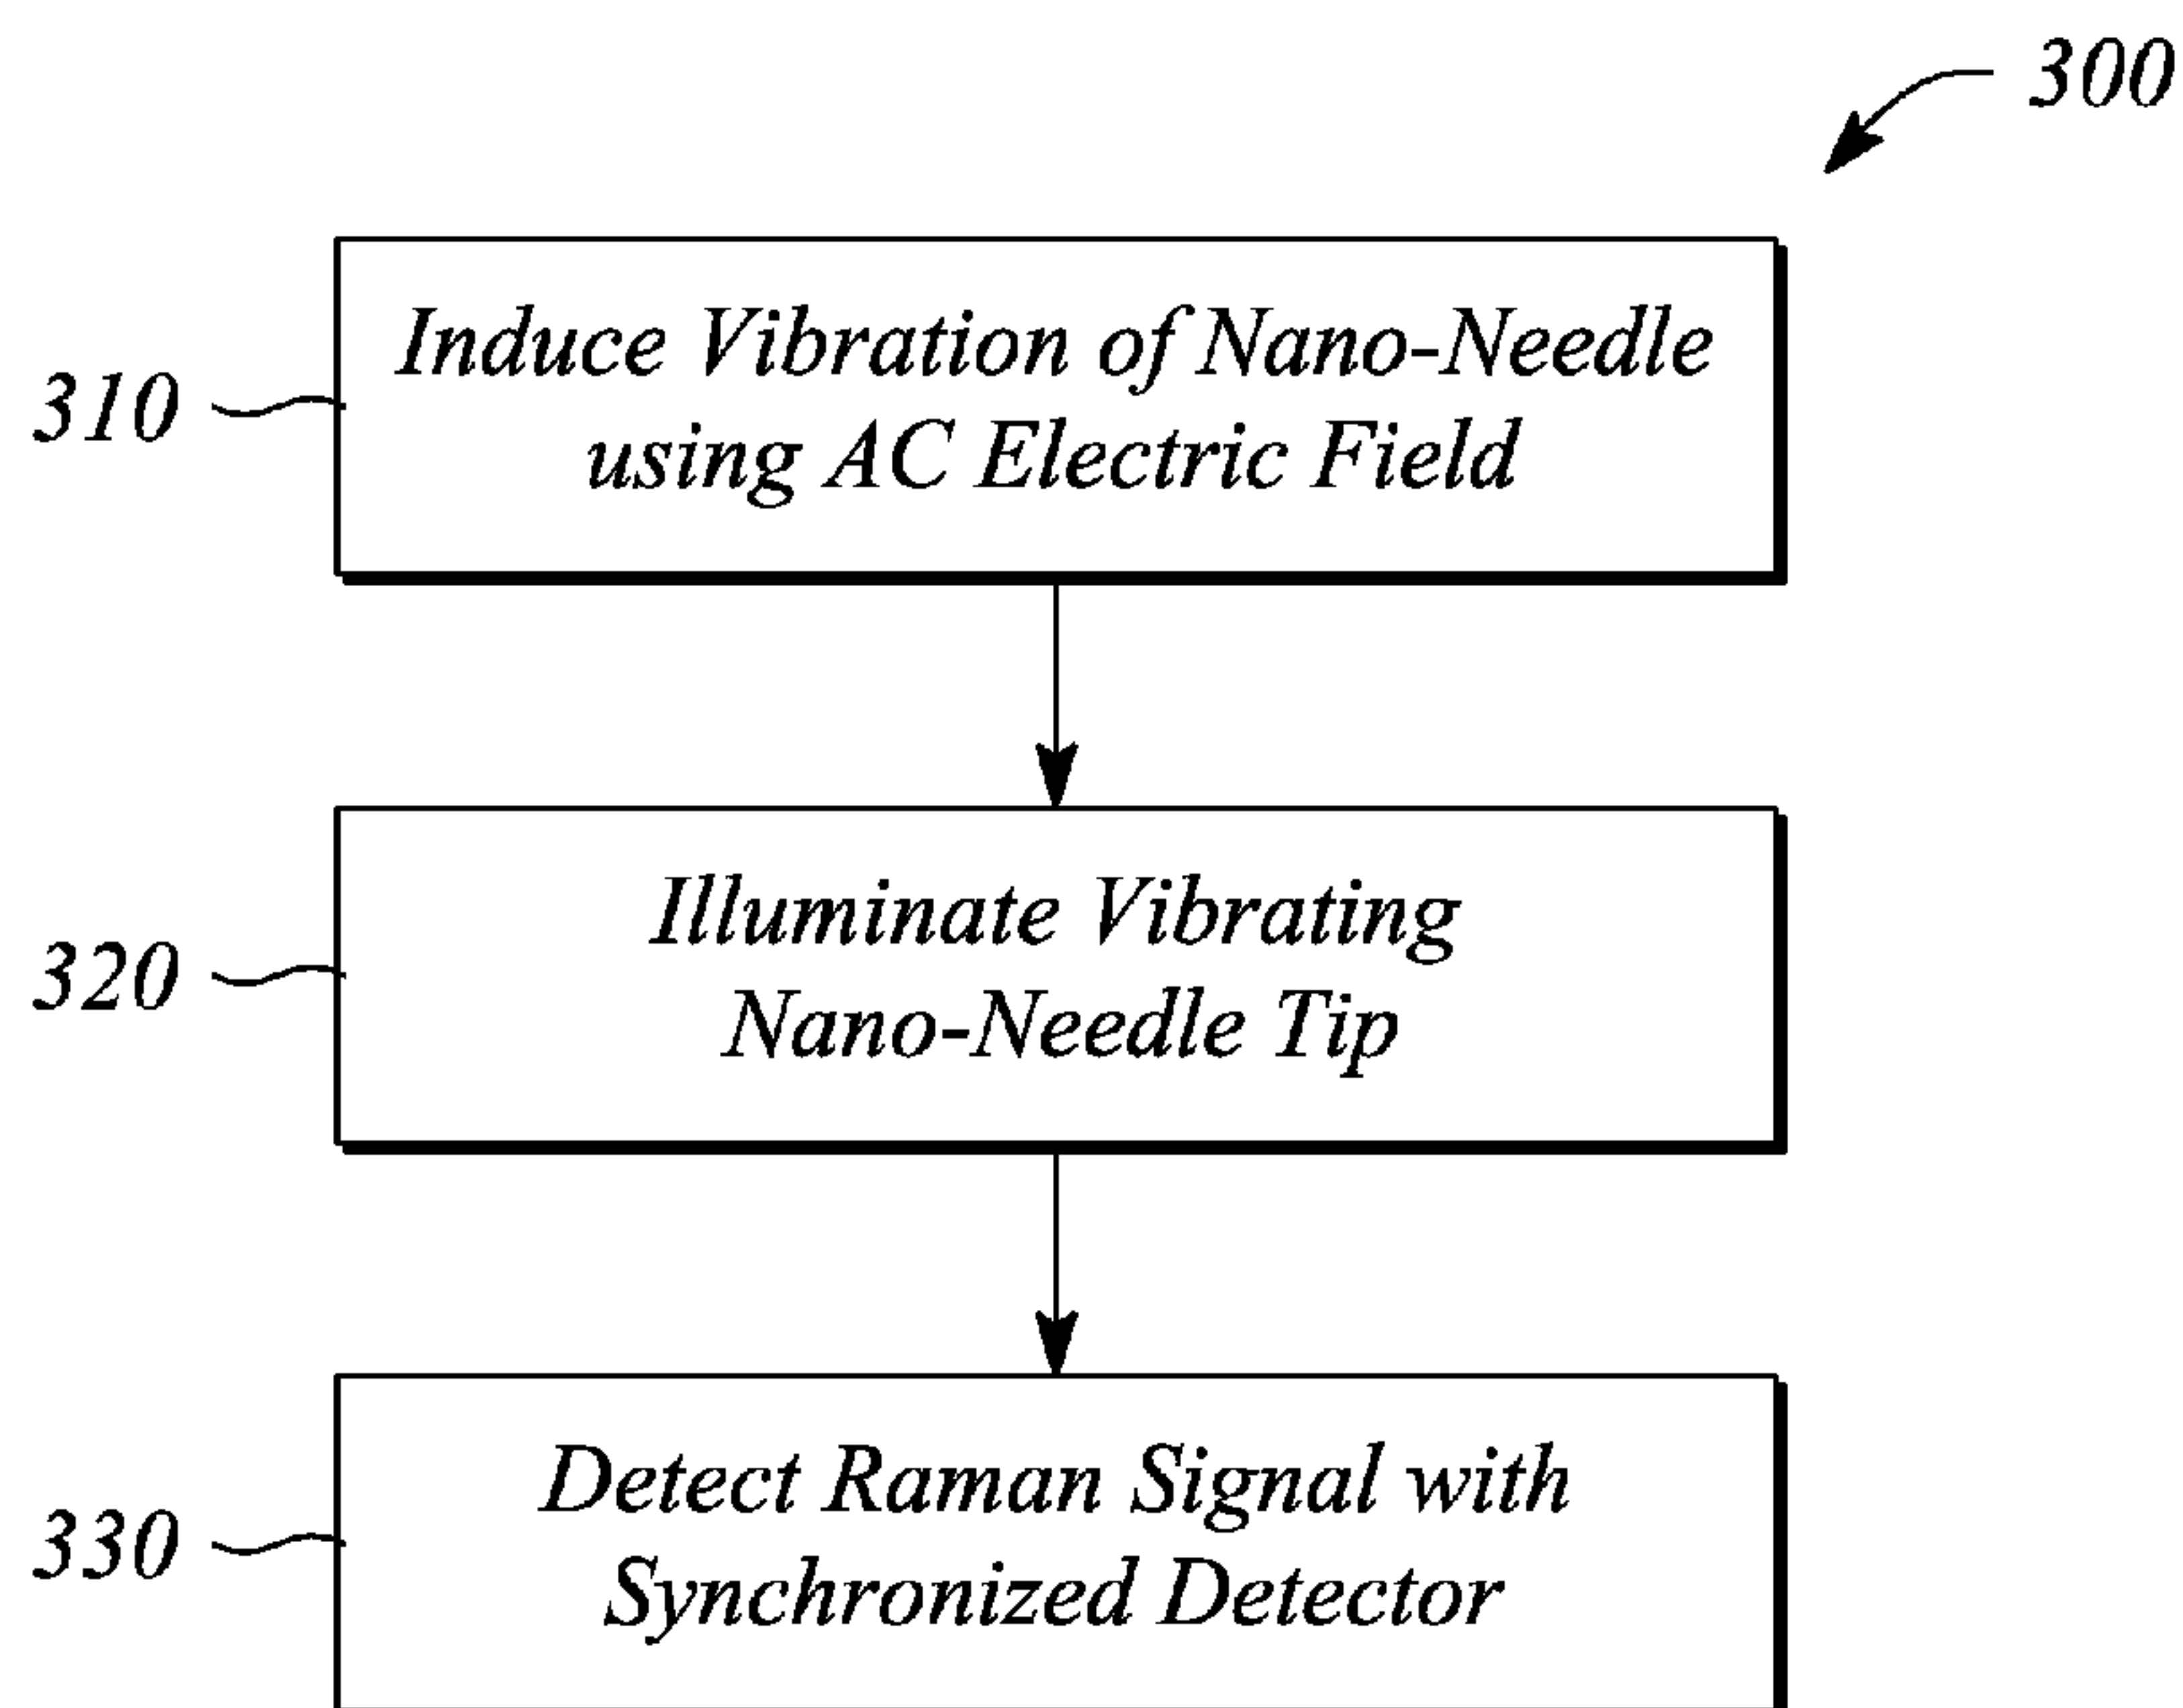 300
310
Induce Vibration of Nano-Needle
using AC Electric Field
320
Illuminate Vibrating
Nano-Needle Tip
330
Detect Raman Signal with
Synchronized Detector